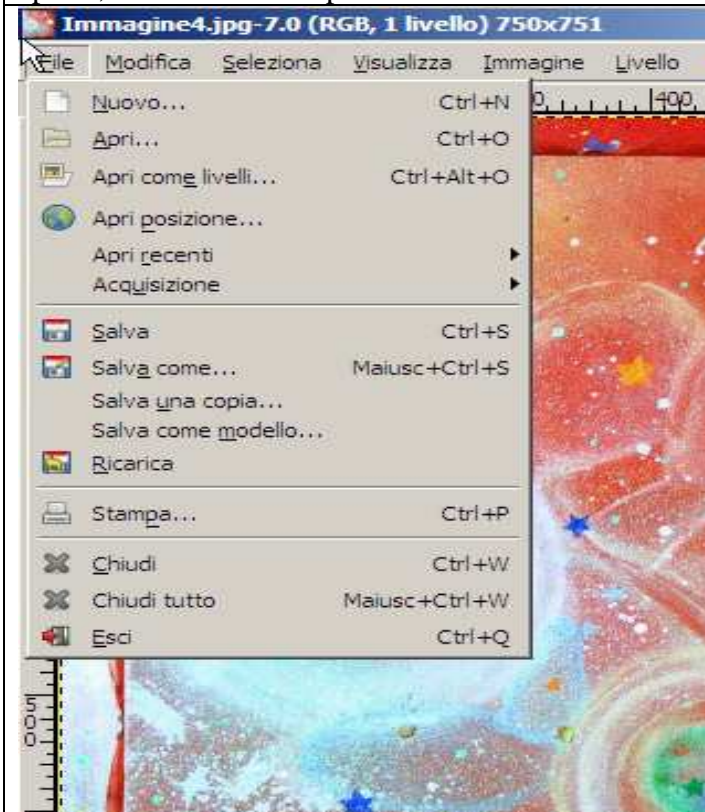 Immagine4.jpg-7.0 (RGB, 1 livello) 750x751
File Modifica Seleziona Visualizza Immagine Livello
400
Nuovo... Ctrl+N
Apri... Ctrl+O
Apri come livelli... Ctrl+Alt+O
Apri posizione...
Apri recenti
Acquisizione
Salva Ctrl+S
Salva come... Maiusc+Ctrl+S
Salva una copia...
Salva come modello...
Ricarica
Stampa... Ctrl+P
Chiudi Ctrl+W
Chiudi tutto Maiusc+Ctrl+W
Esci Ctrl+Q
500